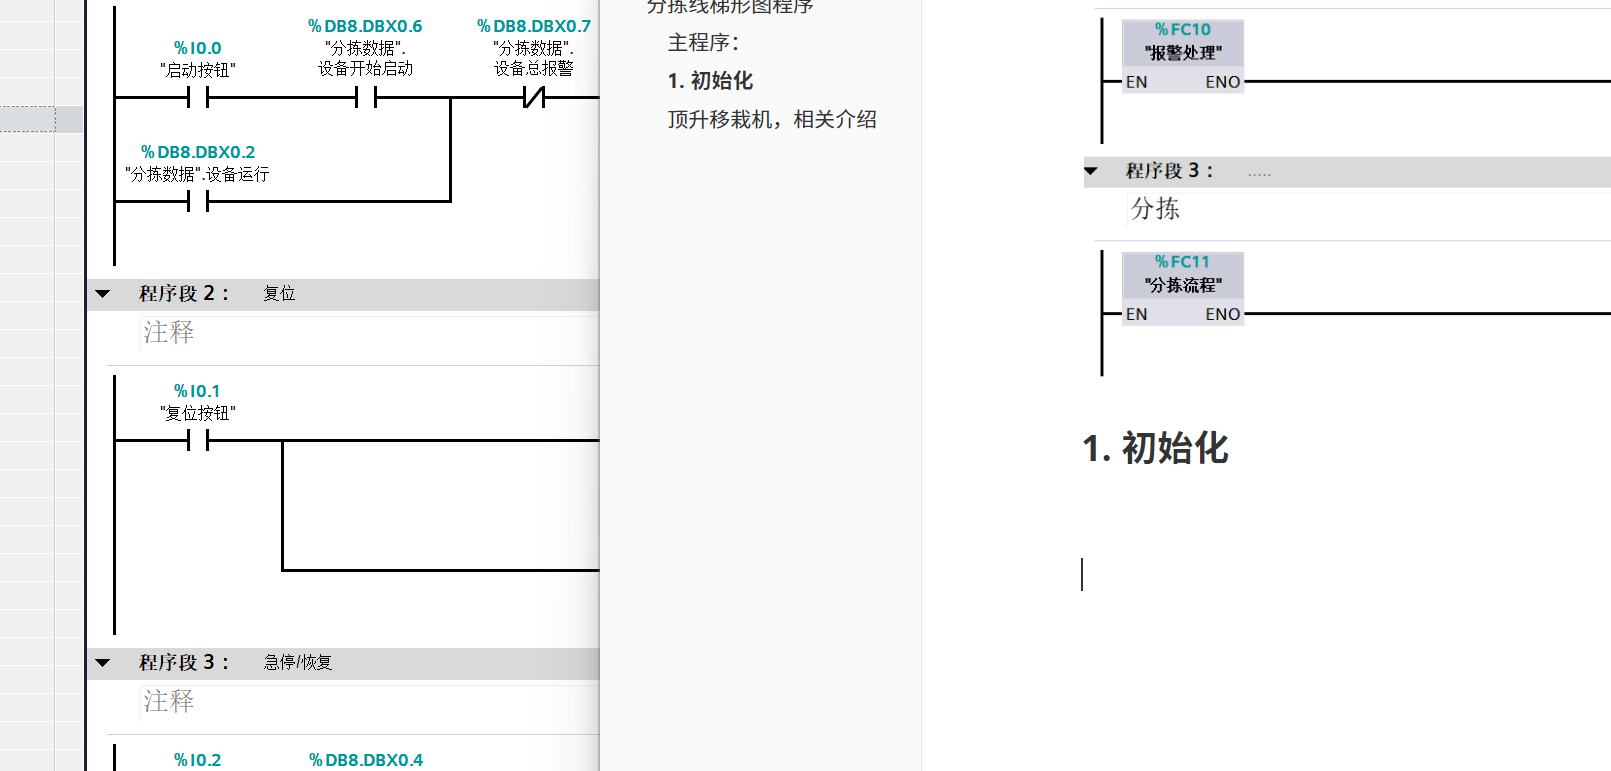 %I0.0
"启动按钮"
%DB8.DBX0.6
"分拣数据".
设备开始启动
%DB8.DBX0.7
"分拣数据".
设备总报警
%DB8.DBX0.2
"分拣数据".设备运行
程序段 2： 复位
注释
%I0.1
"复位按钮"
程序段 3： 急停/恢复
注释
%I0.2
%DB8.DBX0.4
分拣线梯形图程序
主程序：
1. 初始化
顶升移栽机，相关介绍
%FC10
"报警处理"
EN ENO
程序段 3： .....
分拣
%FC11
"分拣流程"
EN ENO
1. 初始化